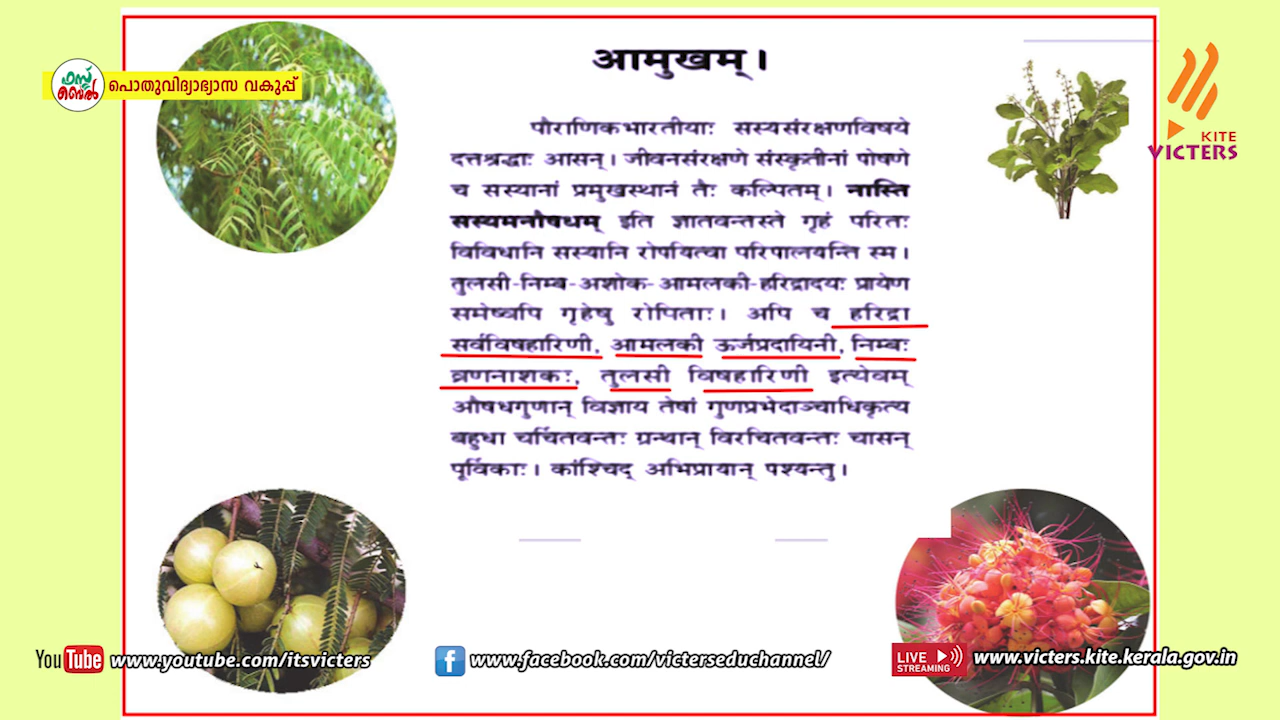 ഫസ്റ്റ്
ബെൽ
പൊതുവിദ്യാഭ്യാസ വകുപ്പ്
KITE
VICTERS
आमुखम् ।
पौराणिकभारतीयाः सस्यसंरक्षणविषये
दत्तश्रद्धाः आसन् । जीवनसंरक्षणे संस्कृतीनां पोषणे
च सस्यानां प्रमुखस्थानं तैः कल्पितम् । नास्ति
सस्यमनौषधम् इति ज्ञातवन्तस्ते गृहं परितः
विविधानि सस्यानि रोपयित्वा परिपालयन्ति स्म ।
तुलसी-निम्ब-अशोक-आमलकी-हरिद्रादयः प्रायेण
समेष्वपि गृहेषु रोपिताः । अपि च हरिद्रा
सर्वविषहारिणी, आमलकी ऊर्जप्रदायिनी, निम्बः
व्रणनाशकः, तुलसी विषहारिणी इत्येवम्
औषधगुणान् विज्ञाय तेषां गुणप्रभेदाञ्चाधिकृत्य
बहुधा चर्चितवन्तः ग्रन्थान् विरचितवन्तः चासन्
पूर्विकाः । कांश्चिद् अभिप्रायान् पश्यन्तु ।
You Tube www.youtube.com/itsvicters
f www.facebook.com/victerseduchannel/
LIVE
STREAMING
www.victers.kite.kerala.gov.in